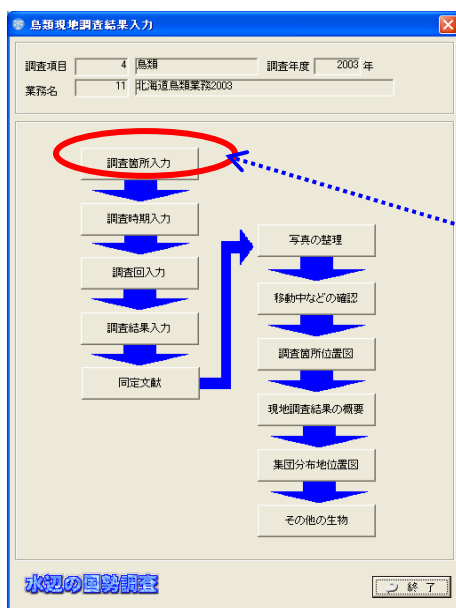 鳥類現地調査結果入力
調査項目 4 鳥類 調査年度 2003 年
業務名 11 北海道鳥類業務2003
調査箇所入力
調査時期入力
調査回入力
調査結果入力
同定文献
写真の整理
移動中などの確認
調査箇所位置図
現地調査結果の概要
集団分布地位置図
その他の生物
水辺の国勢調査
終 了